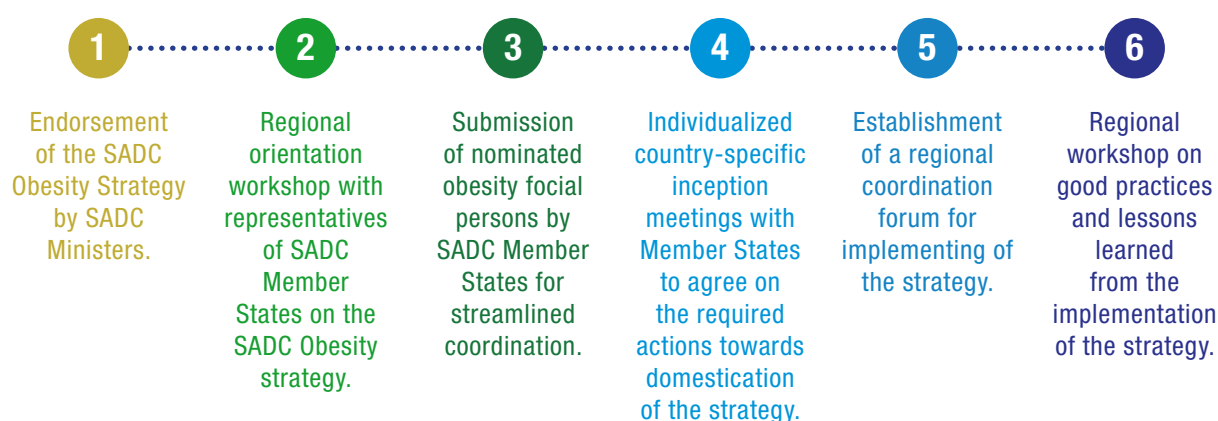 1
Endorsement
of the SADC
Obesity Strategy
by SADC
Ministers.
2
Regional
orientation
workshop with
representatives
of SADC
Member
States on the
SADC Obesity
strategy.
3
Submission
of nominated
obesity focial
persons by
SADC Member
States for
streamlined
coordination.
4
Individualized
country-specific
inception
meetings with
Member States
to agree on
the required
actions towards
domestication
of the strategy.
5
Establishment
of a regional
coordination
forum for
implementing of
the strategy.
6
Regional
workshop on
good practices
and lessons
learned
from the
implementation
of the strategy.